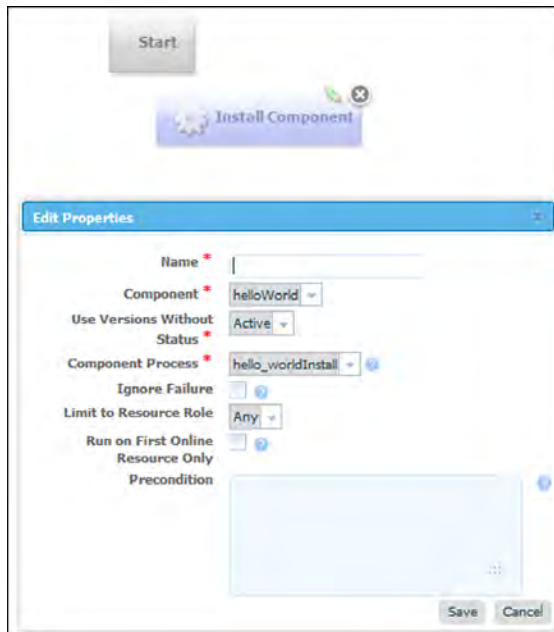 Start
Install Component
Edit Properties
Name *
Component * helloWorld
Use Versions Without Active
Status *
Component Process * hello_worldInstall
Ignore Failure
Limit to Resource Role Any
Run on First Online
Resource Only
Precondition
Save Cancel